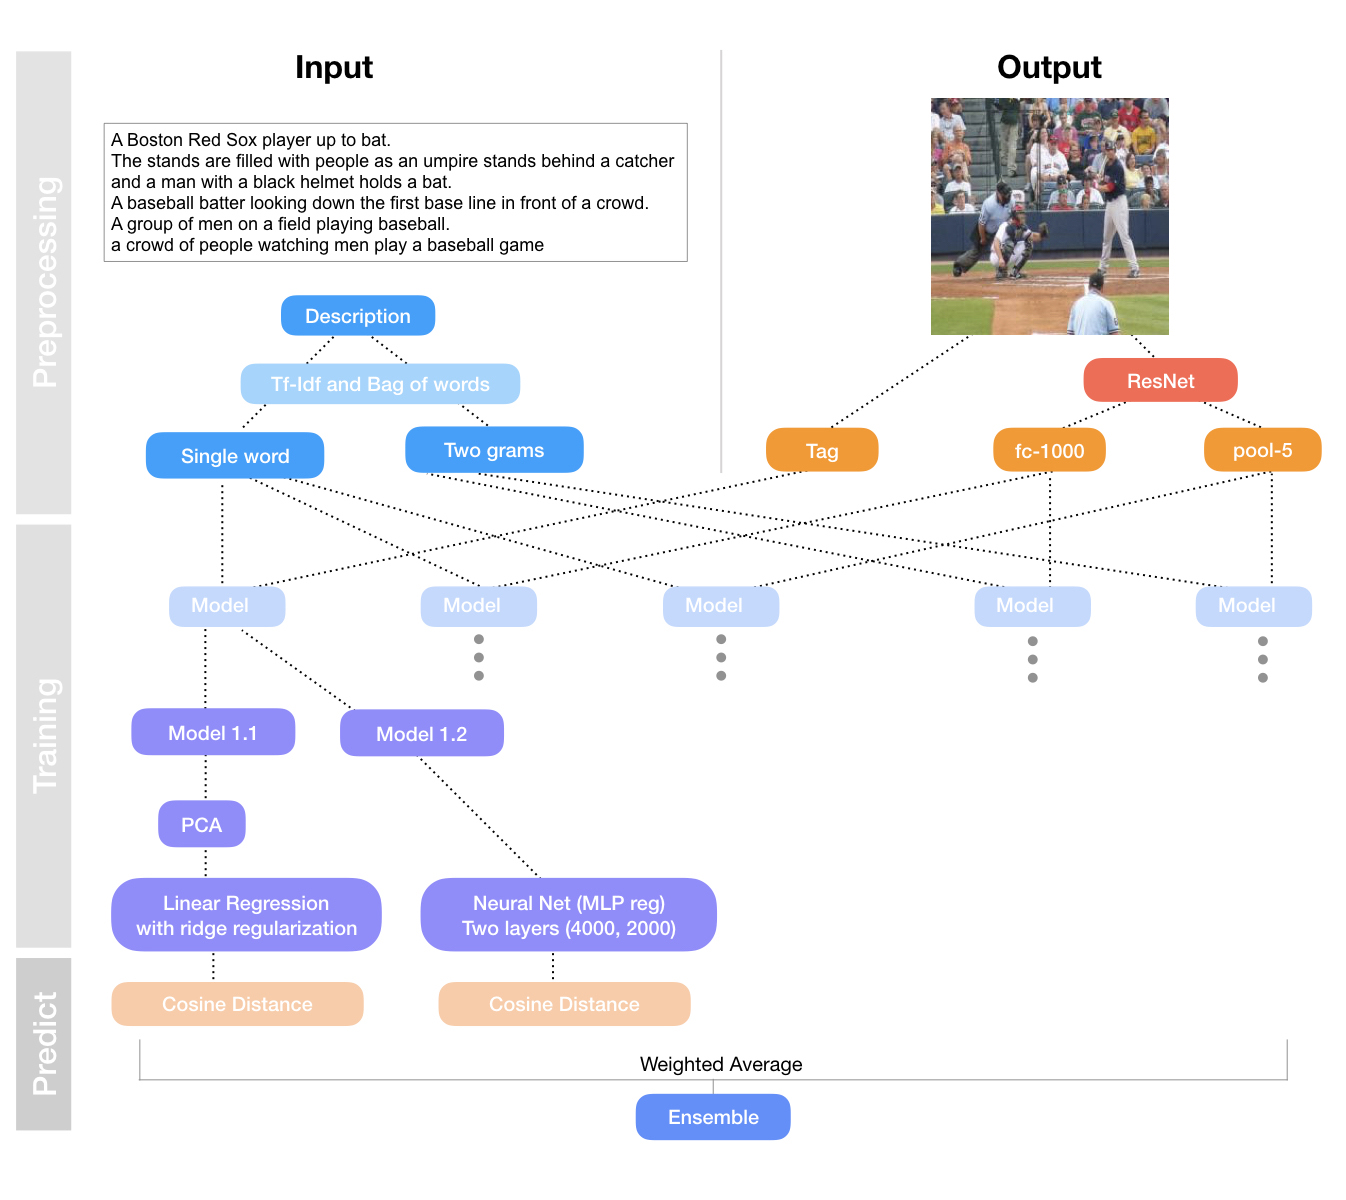 Input
Output
Preprocessing
A Boston Red Sox player up to bat.
The stands are filled with people as an umpire stands behind a catcher
and a man with a black helmet holds a bat.
A baseball batter looking down the first base line in front of a crowd.
A group of men on a field playing baseball.
a crowd of people watching men play a baseball game
Description
Tf-Idf and Bag of words
ResNet
Single word
Two grams
Tag
fc-1000
pool-5
Training
Model
Model
Model
Model
Model
Model 1.1
Model 1.2
PCA
Linear Regression
with ridge regularization
Neural Net (MLP reg)
Two layers (4000, 2000)
Predict
Cosine Distance
Cosine Distance
Weighted Average
Ensemble